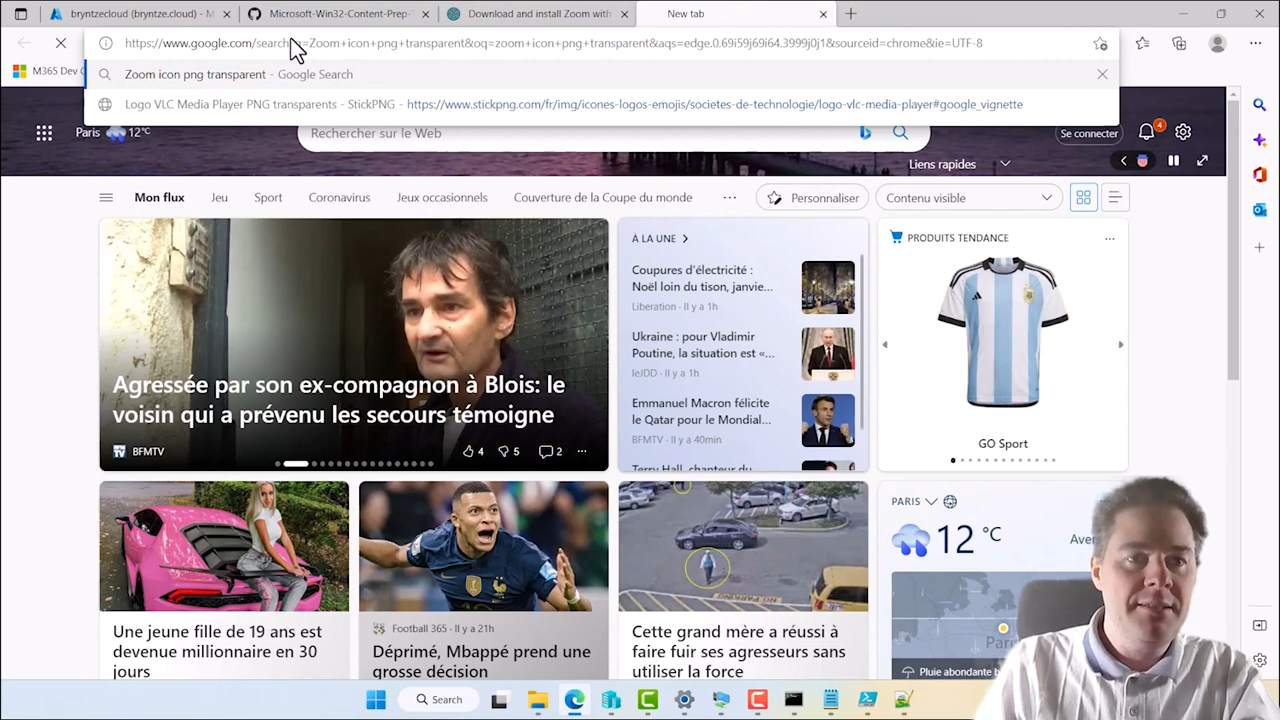 bryntzecloud (bryntze.cloud) - M
Microsoft-Win32-Content-Prep-T
Download and install Zoom with
New tab
https://www.google.com/search?q=Zoom+icon+png+transparent&oq=zoom+icon+png+transparent&aqs=edge.0.69i59j69i64.3999j0j1&sourceid=chrome&ie=UTF-8
M365 Dev C
Zoom icon png transparent - Google Search
Logo VLC Media Player PNG transparents - StickPNG - https://www.stickpng.com/fr/img/icones-logos-emojis/societes-de-technologie/logo-vlc-media-player#google_vignette
Paris 12°C
Rechercher sur le Web
Se connecter
4
Liens rapides
Mon flux
Jeu
Sport
Coronavirus
Jeux occasionnels
Couverture de la Coupe du monde
...
Personnaliser
Contenu visible
Agressée par son ex-compagnon à Blois: le
voisin qui a prévenu les secours témoigne
BFMTV
4
5
2
...
À LA UNE
Coupures d'électricité :
Noël loin du tison, janvie...
Liberation · Il y a 1h
Ukraine : pour Vladimir
Poutine, la situation est «...
leJDD · Il y a 1h
Emmanuel Macron félicite
le Qatar pour le Mondial...
BFMTV · Il y a 40min
Terry Hall, chanteur du
PRODUITS TENDANCE
...
GO Sport
Une jeune fille de 19 ans est
devenue millionnaire en 30
jours
Football 365 · Il y a 21h
Déprimé, Mbappé prend une
grosse décision
Cette grand mère a réussi à
faire fuir ses agresseurs sans
utiliser la force
PARIS
12 °C
Paris
Pluie abondante
Search